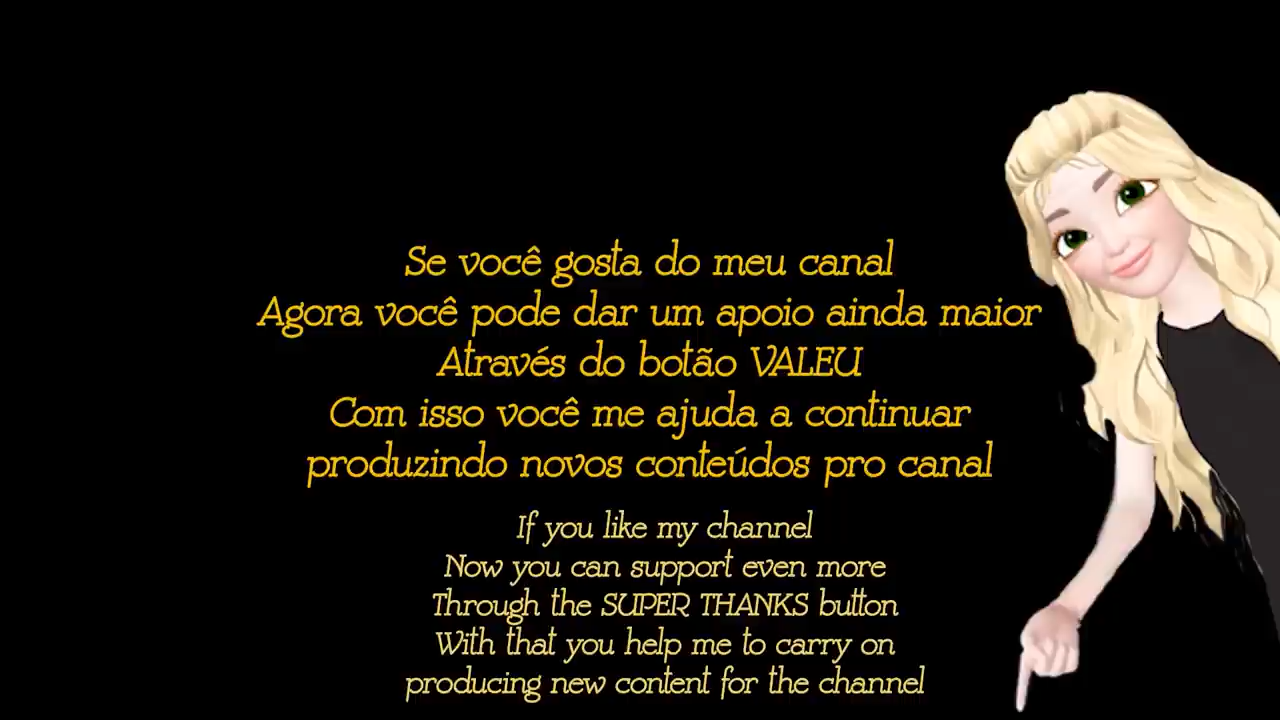 Se você gosta do meu canal
Agora você pode dar um apoio ainda maior
Através do botão VALEU
Com isso você me ajuda a continuar
produzindo novos conteúdos pro canal
If you like my channel
Now you can support even more
Through the SUPER THANKS button
With that you help me to carry on
producing new content for the channel